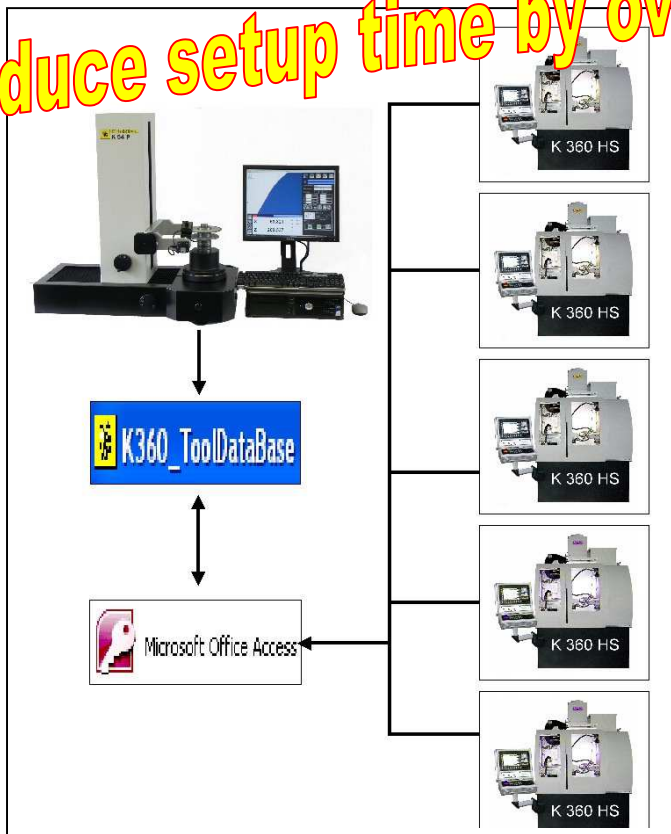 duce setup time by ov
K 360 HS
K 360 HS
K360_ToolDataBase
K 360 HS
Microsoft Office Access
K 360 HS
K 360 HS